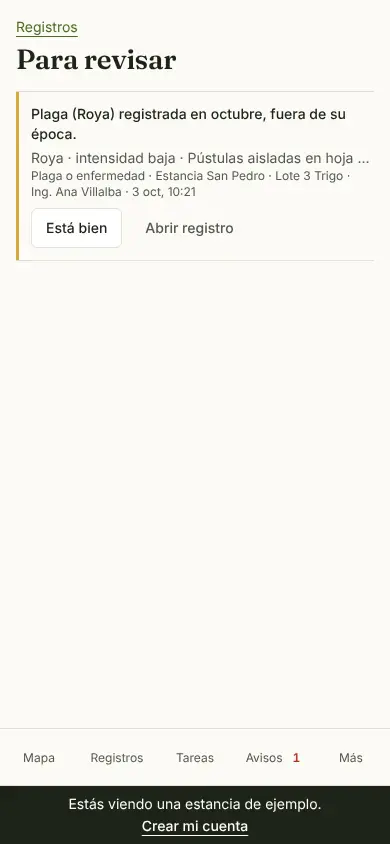 Registros
Para revisar
Plaga (Roya) registrada en octubre, fuera de su
época.
Roya · intensidad baja · Pústulas aisladas en hoja ...
Plaga o enfermedad · Estancia San Pedro · Lote 3 Trigo ·
Ing. Ana Villalba · 3 oct, 10:21
Está bien
Abrir registro
Mapa
Registros
Tareas
Avisos 1
Más
Estás viendo una estancia de ejemplo.
Crear mi cuenta